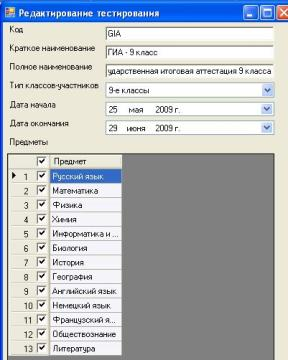 Редактирование тестирования
Код GIA
Краткое наименование ГИА - 9 класс
Полное наименование ударственная итоговая аттестация 9 класса
Тип классов-участников 9-е классы
Дата начала 25 мая 2009 г.
Дата окончания 29 июня 2009 г.
Предметы
Предмет
1 Русский язык
2 Математика
3 Физика
4 Химия
5 Информатика и ...
6 Биология
7 История
8 География
9 Английский язык
10 Немецкий язык
11 Французский я...
12 Обществознание
13 Литература